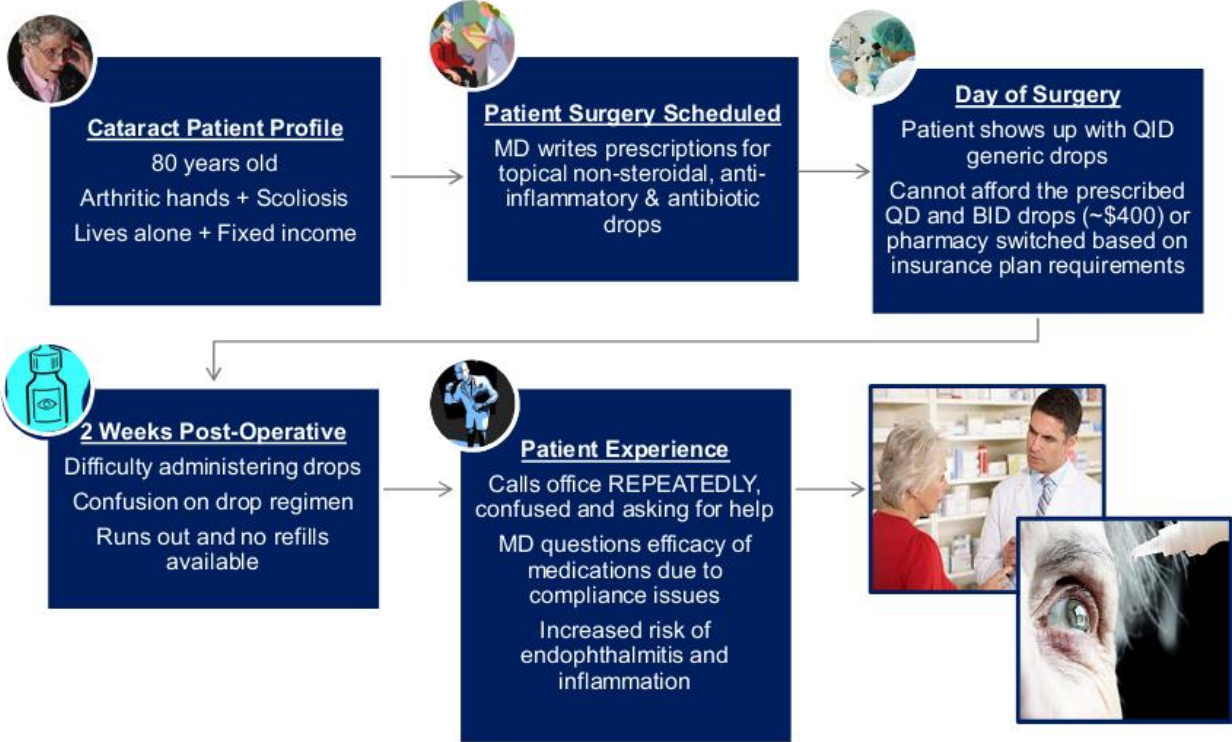 Cataract Patient Profile
80 years old
Arthritic hands + Scoliosis
Lives alone + Fixed income
Patient Surgery Scheduled
MD writes prescriptions for
topical non-steroidal, anti-
inflammatory & antibiotic
drops
Day of Surgery
Patient shows up with QID
generic drops
Cannot afford the prescribed
QD and BID drops (~$400) or
pharmacy switched based on
insurance plan requirements
2 Weeks Post-Operative
Difficulty administering drops
Confusion on drop regimen
Runs out and no refills
available
Patient Experience
Calls office REPEATEDLY,
confused and asking for help
MD questions efficacy of
medications due to
compliance issues
Increased risk of
endophthalmitis and
inflammation